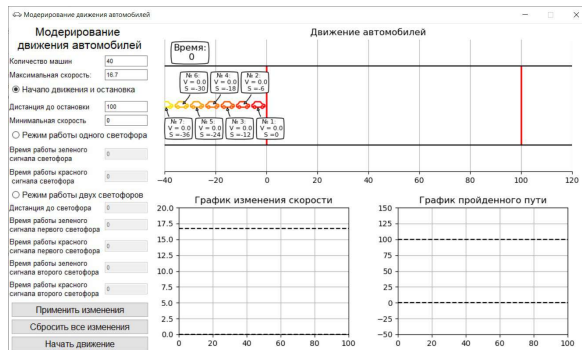 Модерирование движения автомобилей
Модерирование
движения автомобилей
Количество машин 40
Максимальная скорость: 16.7
Начало движения и остановка
Дистанция до остановки 100
Минимальная скорость 0
Режим работы одного светофора
Время работы зеленого
сигнала светофора 0
Время работы красного
сигнала светофора 0
Режим работы двух светофоров
Дистанция до светофора 0
Время работы зеленого
сигнала первого светофора 0
Время работы красного
сигнала первого светофора 0
Время работы зеленого
сигнала второго светофора 0
Время работы красного
сигнала второго светофора 0
Применить изменения
Сбросить все изменения
Начать движение
Движение автомобилей
Время:
0
№ 6:
V = 0.0
S =-30
№ 4:
V = 0.0
S =-18
№ 2:
V = 0.0
S =-6
№ 7:
V = 0.0
S =-36
№ 5:
V = 0.0
S =-24
№ 3:
V = 0.0
S =-12
№ 1:
V = 0.0
S =0
−40 −20 0 20 40 60 80 100 120
График изменения скорости
20.0
17.5
15.0
12.5
10.0
7.5
5.0
2.5
0.0
0 20 40 60 80 100
График пройденного пути
150
125
100
75
50
25
0
−25
−50
0 20 40 60 80 100